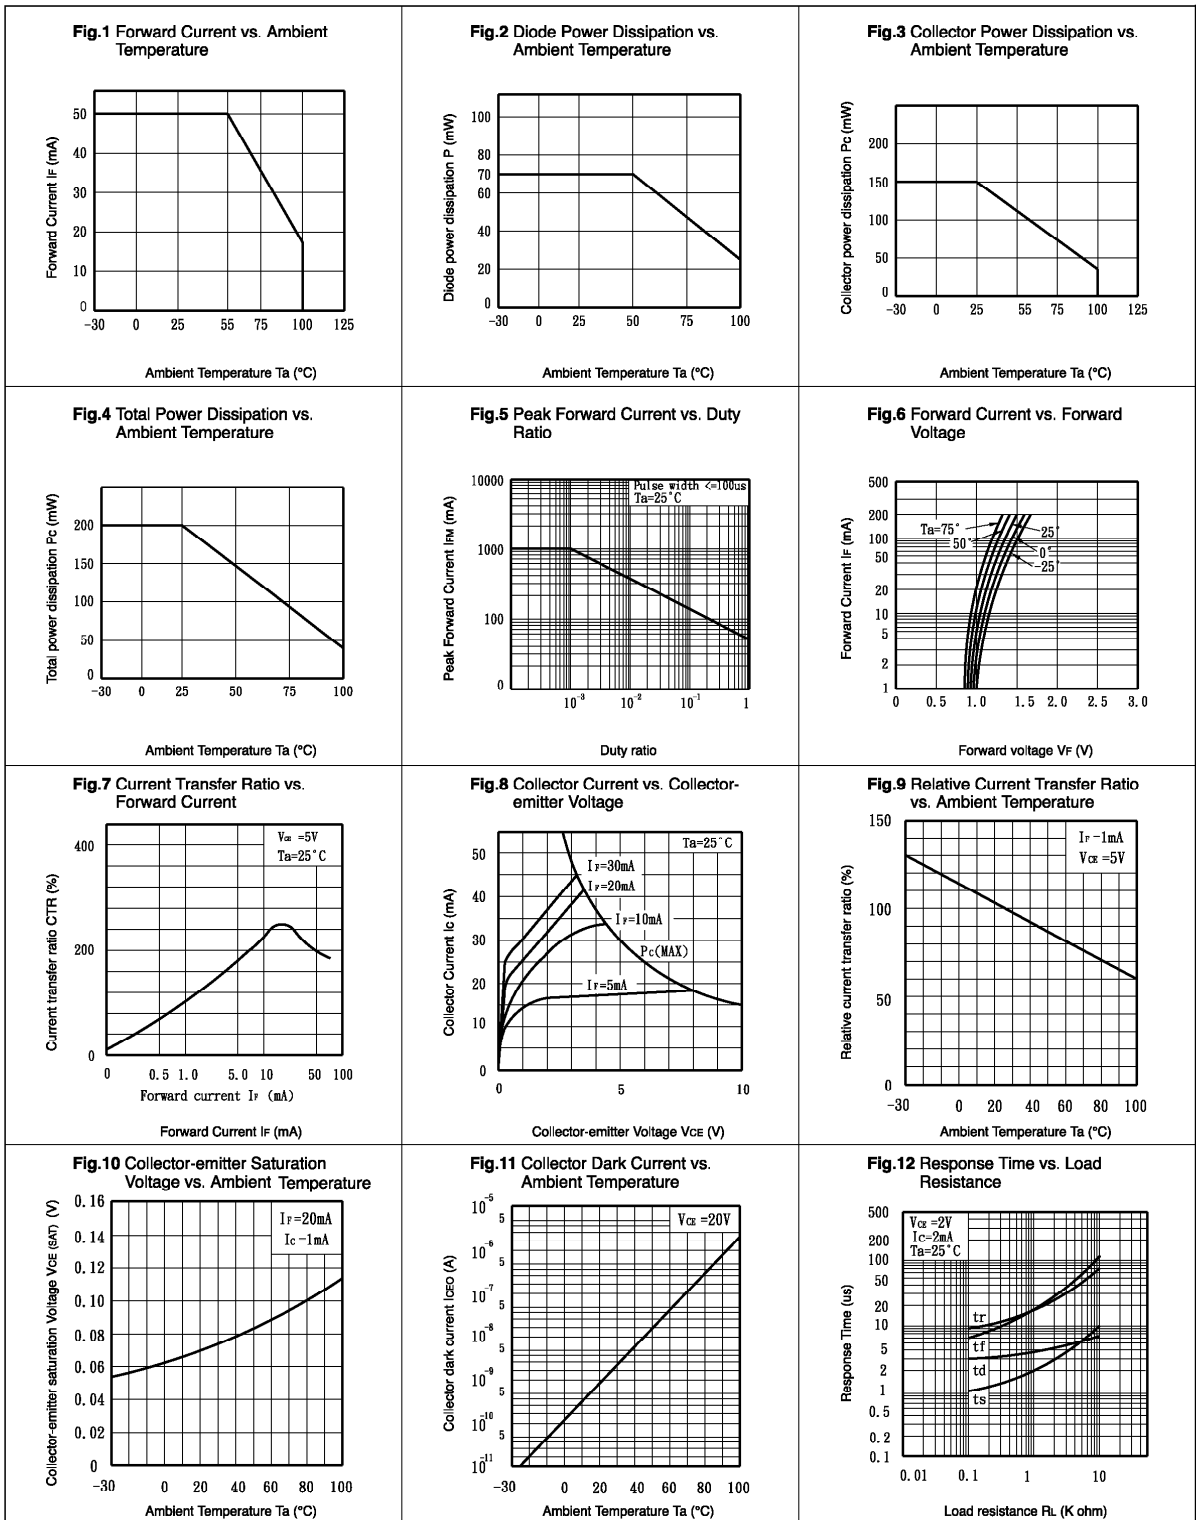 Fig.1 Forward Current vs. Ambient
Temperature
Forward Current IF (mA)
50
40
30
20
10
0
-30 0 25 55 75 100 125
Ambient Temperature Ta (°C)
Fig.2 Diode Power Dissipation vs.
Ambient Temperature
Diode power dissipation P (mW)
100
80
70
60
40
20
0
-30 0 25 50 75 100
Ambient Temperature Ta (°C)
Fig.3 Collector Power Dissipation vs.
Ambient Temperature
Collector power dissipation Pc (mW)
200
150
100
50
0
-30 0 25 55 75 100 125
Ambient Temperature Ta (°C)
Fig.4 Total Power Dissipation vs.
Ambient Temperature
Total power dissipation Pc (mW)
200
150
100
50
0
-30 0 25 50 75 100
Ambient Temperature Ta (°C)
Fig.5 Peak Forward Current vs. Duty
Ratio
Peak Forward Current IFM (mA)
10000
1000
100
0
Pulse width <=100us
Ta=25°C
10⁻³ 10⁻² 10⁻¹ 1
Duty ratio
Fig.6 Forward Current vs. Forward
Voltage
Forward Current IF (mA)
500
200
100
50
20
10
5
2
1
Ta=75°
50°
25°
0°
-25°
0 0.5 1.0 1.5 2.0 2.5 3.0
Forward voltage VF (V)
Fig.7 Current Transfer Ratio vs.
Forward Current
Current transfer ratio CTR (%)
400
200
0
VCE =5V
Ta=25°C
0 0.5 1.0 5.0 10 50 100
Forward current IF (mA)
Forward Current IF (mA)
Fig.8 Collector Current vs. Collector-
emitter Voltage
Collector Current Ic (mA)
50
40
30
20
10
0
Ta=25°C
IF=30mA
IF=20mA
IF=10mA
Pc(MAX)
IF=5mA
0 5 10
Collector-emitter Voltage VCE (V)
Fig.9 Relative Current Transfer Ratio
vs. Ambient Temperature
Relative current transfer ratio (%)
150
100
50
0
IF -1mA
VCE =5V
-30 0 20 40 60 80 100
Ambient Temperature Ta (°C)
Fig.10 Collector-emitter Saturation
Voltage vs. Ambient Temperature
Collector-emitter saturation Voltage VCE (SAT) (V)
0.16
0.14
0.12
0.10
0.08
0.06
0.04
0.02
0
IF=20mA
Ic -1mA
-30 0 20 40 60 80 100
Ambient Temperature Ta (°C)
Fig.11 Collector Dark Current vs.
Ambient Temperature
Collector dark current ICEO (A)
10⁻⁵
5
10⁻⁶
5
10⁻⁷
5
10⁻⁸
5
10⁻⁹
5
10⁻¹⁰
5
10⁻¹¹
VCE =20V
-30 0 20 40 60 80 100
Ambient Temperature Ta (°C)
Fig.12 Response Time vs. Load
Resistance
Response Time (us)
500
200
100
50
20
10
5
2
1
0.5
0.2
0.1
VCE =2V
Ic=2mA
Ta=25°C
tr
tf
td
ts
0.01 0.1 1 10
Load resistance RL (K ohm)